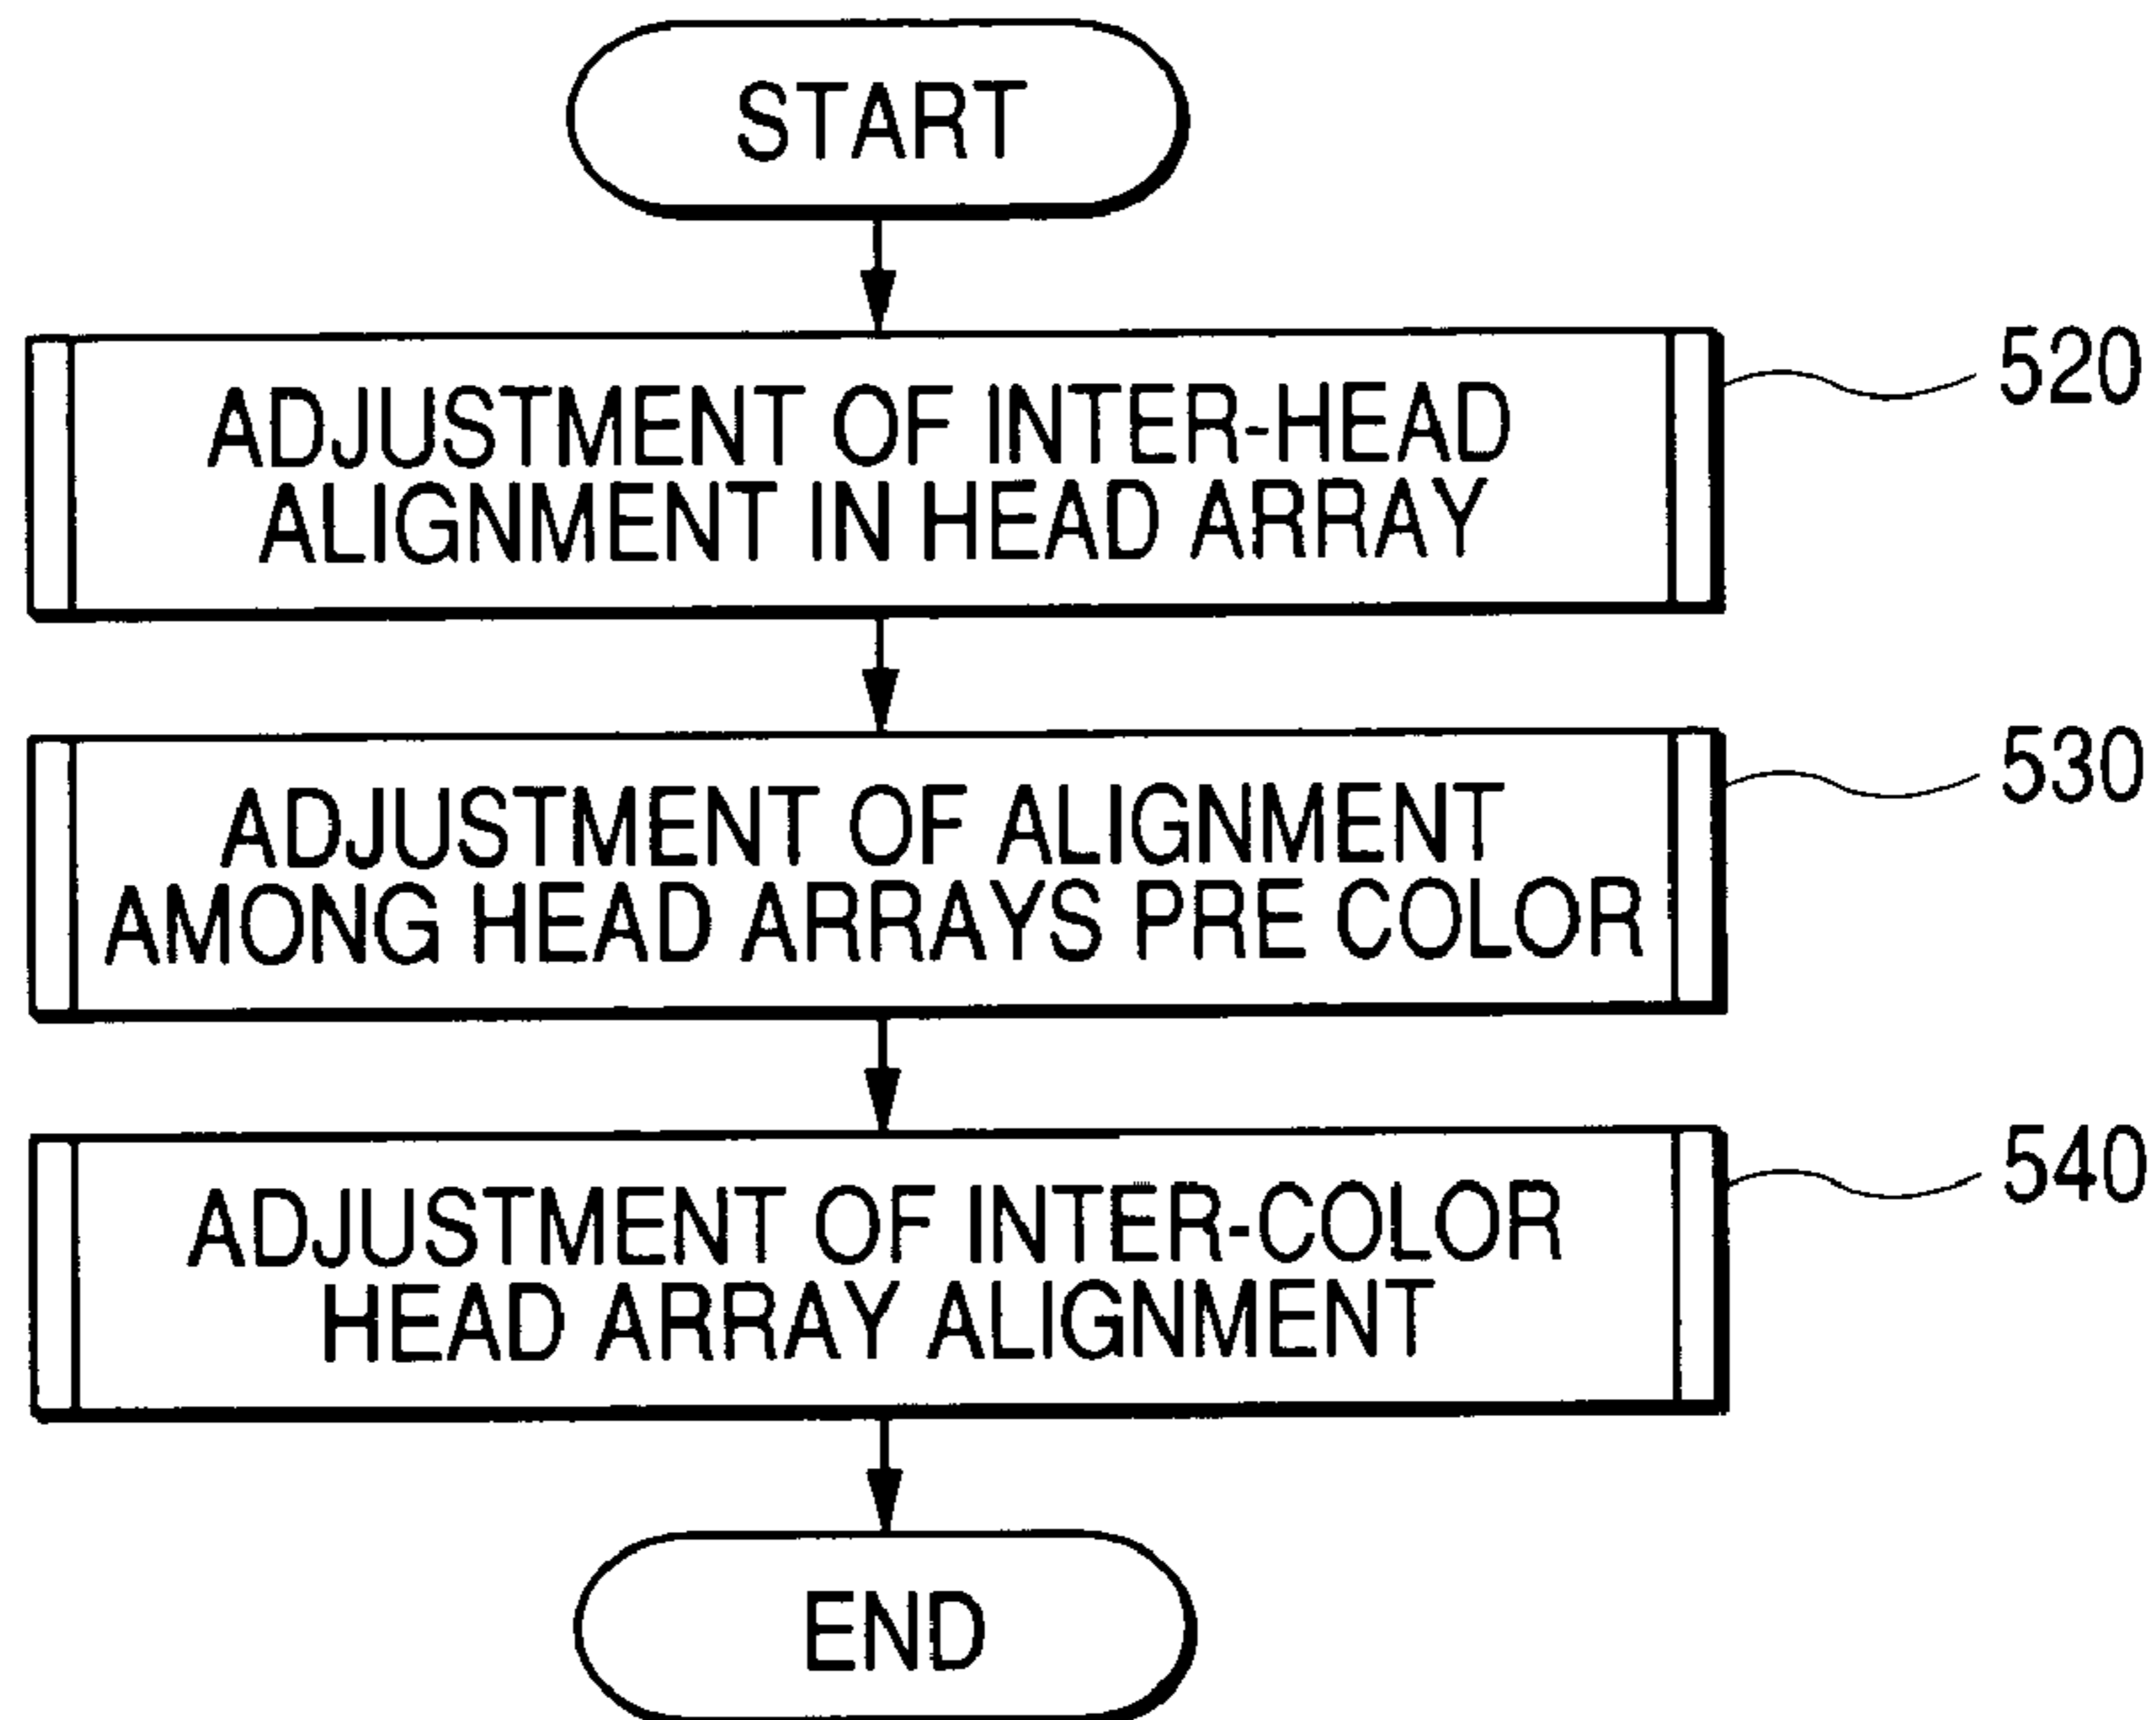 START
ADJUSTMENT OF INTER-HEAD
ALIGNMENT IN HEAD ARRAY
520
ADJUSTMENT OF ALIGNMENT
AMONG HEAD ARRAYS PRE COLOR
530
ADJUSTMENT OF INTER-COLOR
HEAD ARRAY ALIGNMENT
540
END